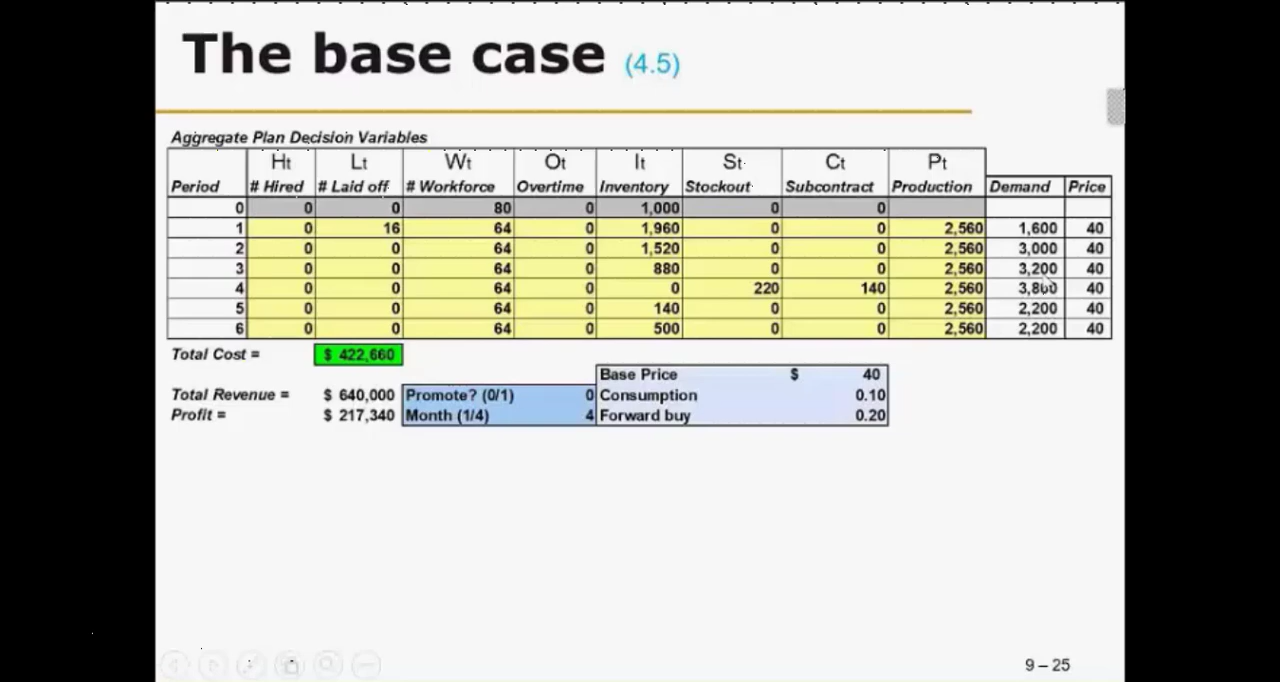 The base case (4.5)
Aggregate Plan Decision Variables
Ht Lt Wt Ot It St Ct Pt
Period # Hired # Laid off # Workforce Overtime Inventory Stockout Subcontract Production Demand Price
0 0 0 80 0 1,000 0 0
1 0 16 64 0 1,960 0 0 2,560 1,600 40
2 0 0 64 0 1,520 0 0 2,560 3,000 40
3 0 0 64 0 880 0 0 2,560 3,200 40
4 0 0 64 0 0 220 140 2,560 3,800 40
5 0 0 64 0 140 0 0 2,560 2,200 40
6 0 0 64 0 500 0 0 2,560 2,200 40
Total Cost = $ 422,660
Base Price $ 40
Total Revenue = $ 640,000 Promote? (0/1) 0 Consumption 0.10
Profit = $ 217,340 Month (1/4) 4 Forward buy 0.20
9 – 25